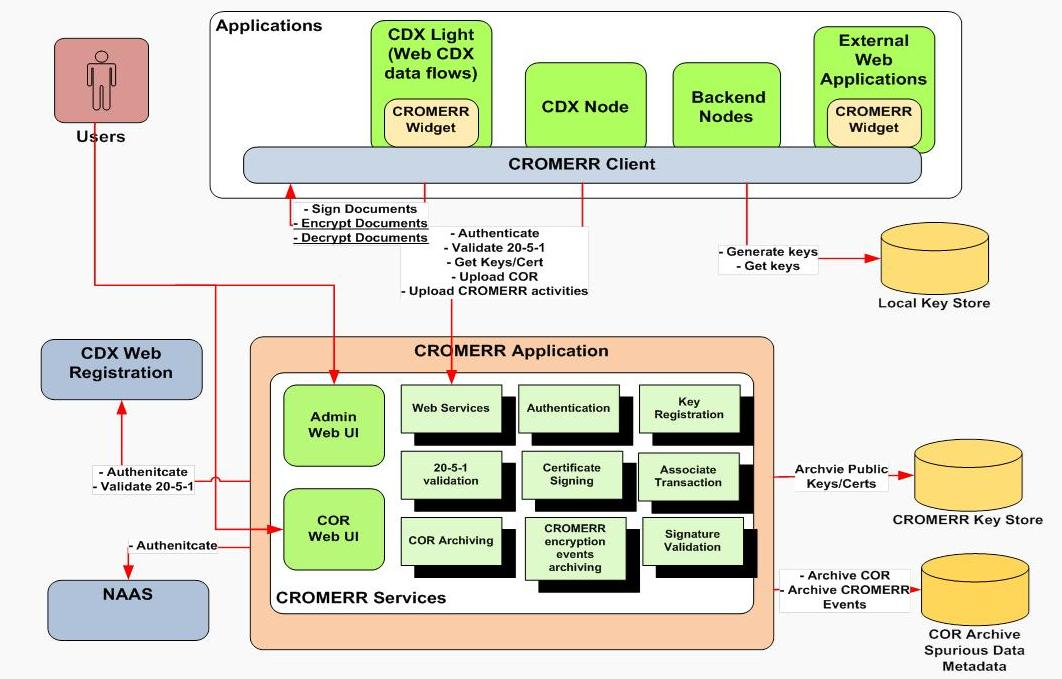 Applications
CDX Light
(Web CDX
data flows)
CROMERR
Widget
CDX Node
Backend
Nodes
External
Web
Applications
CROMERR
Widget
CROMERR Client
Users
- Sign Documents
- Encrypt Documents
- Decrypt Documents
- Authenticate
- Validate 20-5-1
- Get Keys/Cert
- Upload COR
- Upload CROMERR activities
- Generate keys
- Get keys
Local Key Store
CDX Web
Registration
- Authenitcate
- Validate 20-5-1
- Authenitcate
NAAS
CROMERR Application
Admin
Web UI
COR
Web UI
Web Services
Authentication
Key
Registration
20-5-1
validation
Certificate
Signing
Associate
Transaction
COR Archiving
CROMERR
encryption
events
archiving
Signature
Validation
CROMERR Services
Archvie Public
Keys/Certs
CROMERR Key Store
- Archive COR
- Archive CROMERR
Events
COR Archive
Spurious Data
Metadata